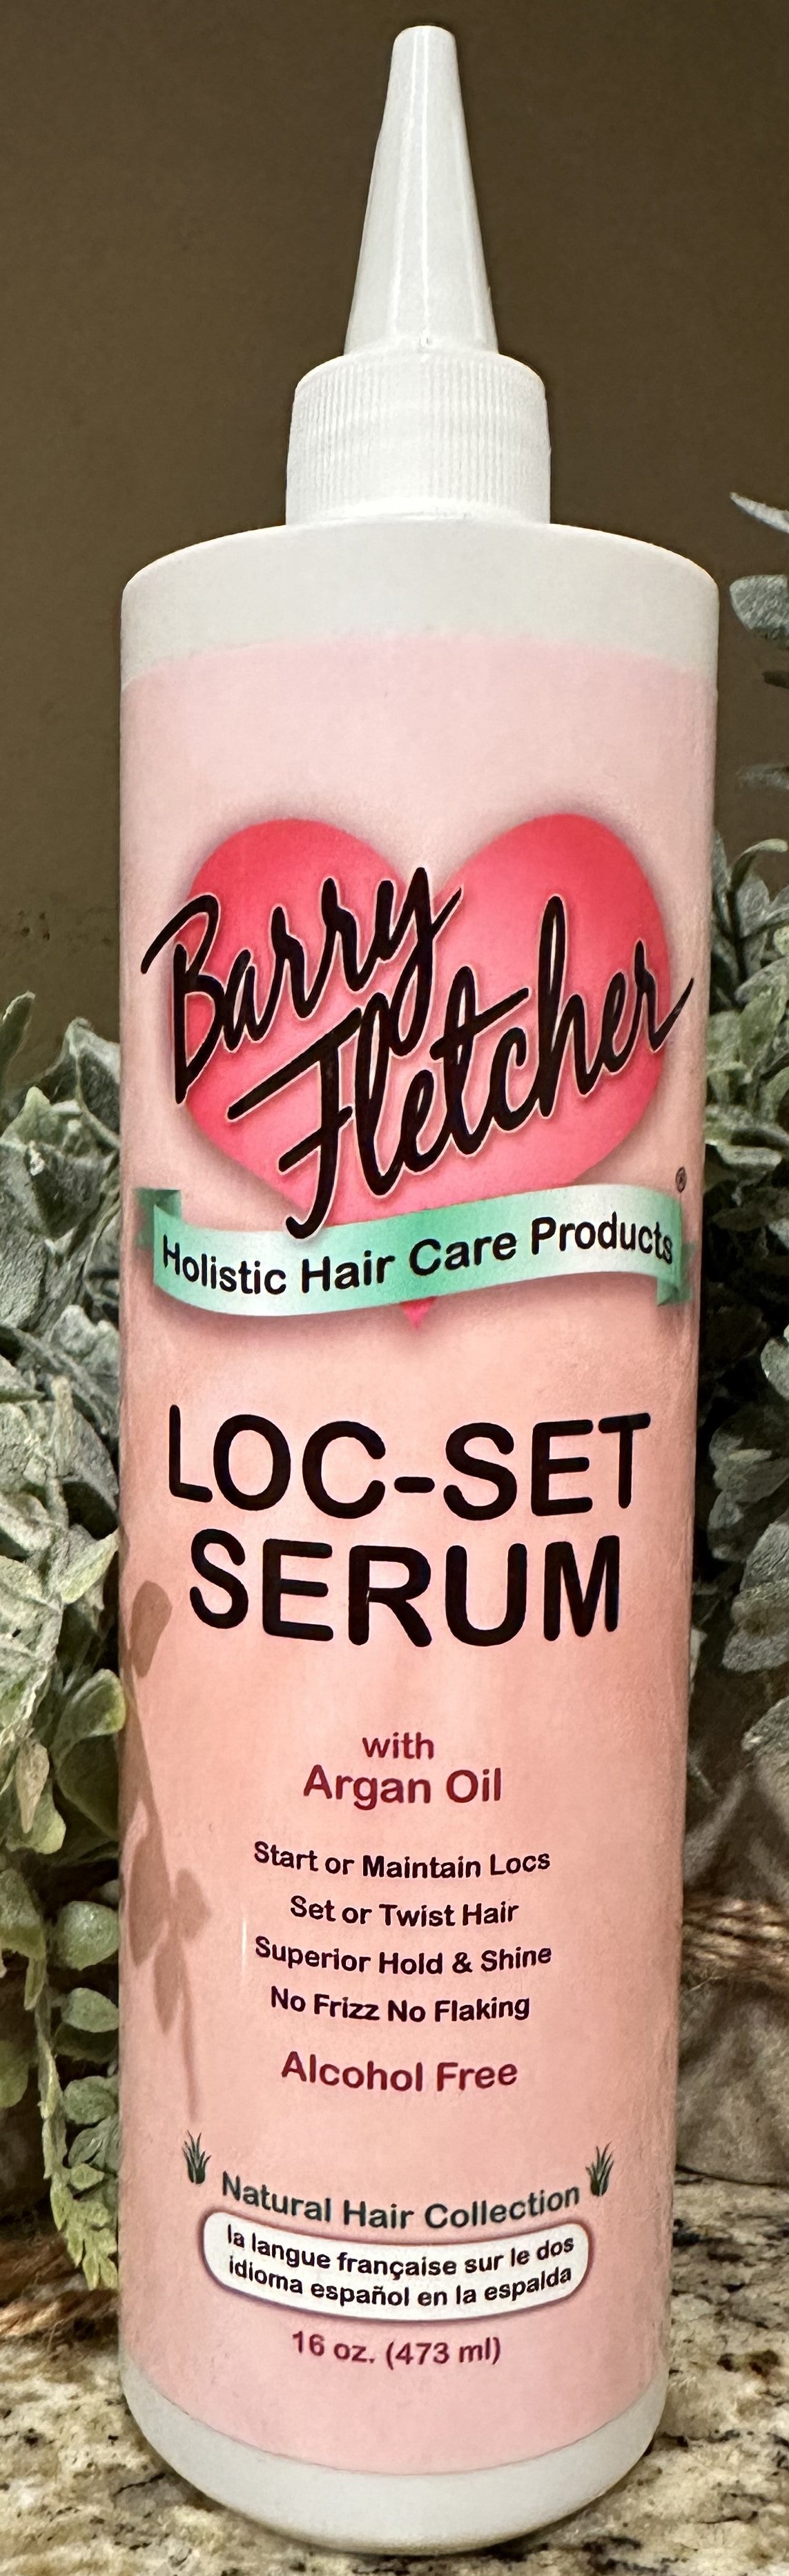 Barry
Fletcher
®
Holistic Hair Care Products
LOC-SET
SERUM
with
Argan Oil
Start or Maintain Locs
Set or Twist Hair
Superior Hold & Shine
No Frizz No Flaking
Alcohol Free
Natural Hair Collection
la langue française sur le dos
idioma español en la espalda
16 oz. (473 ml)